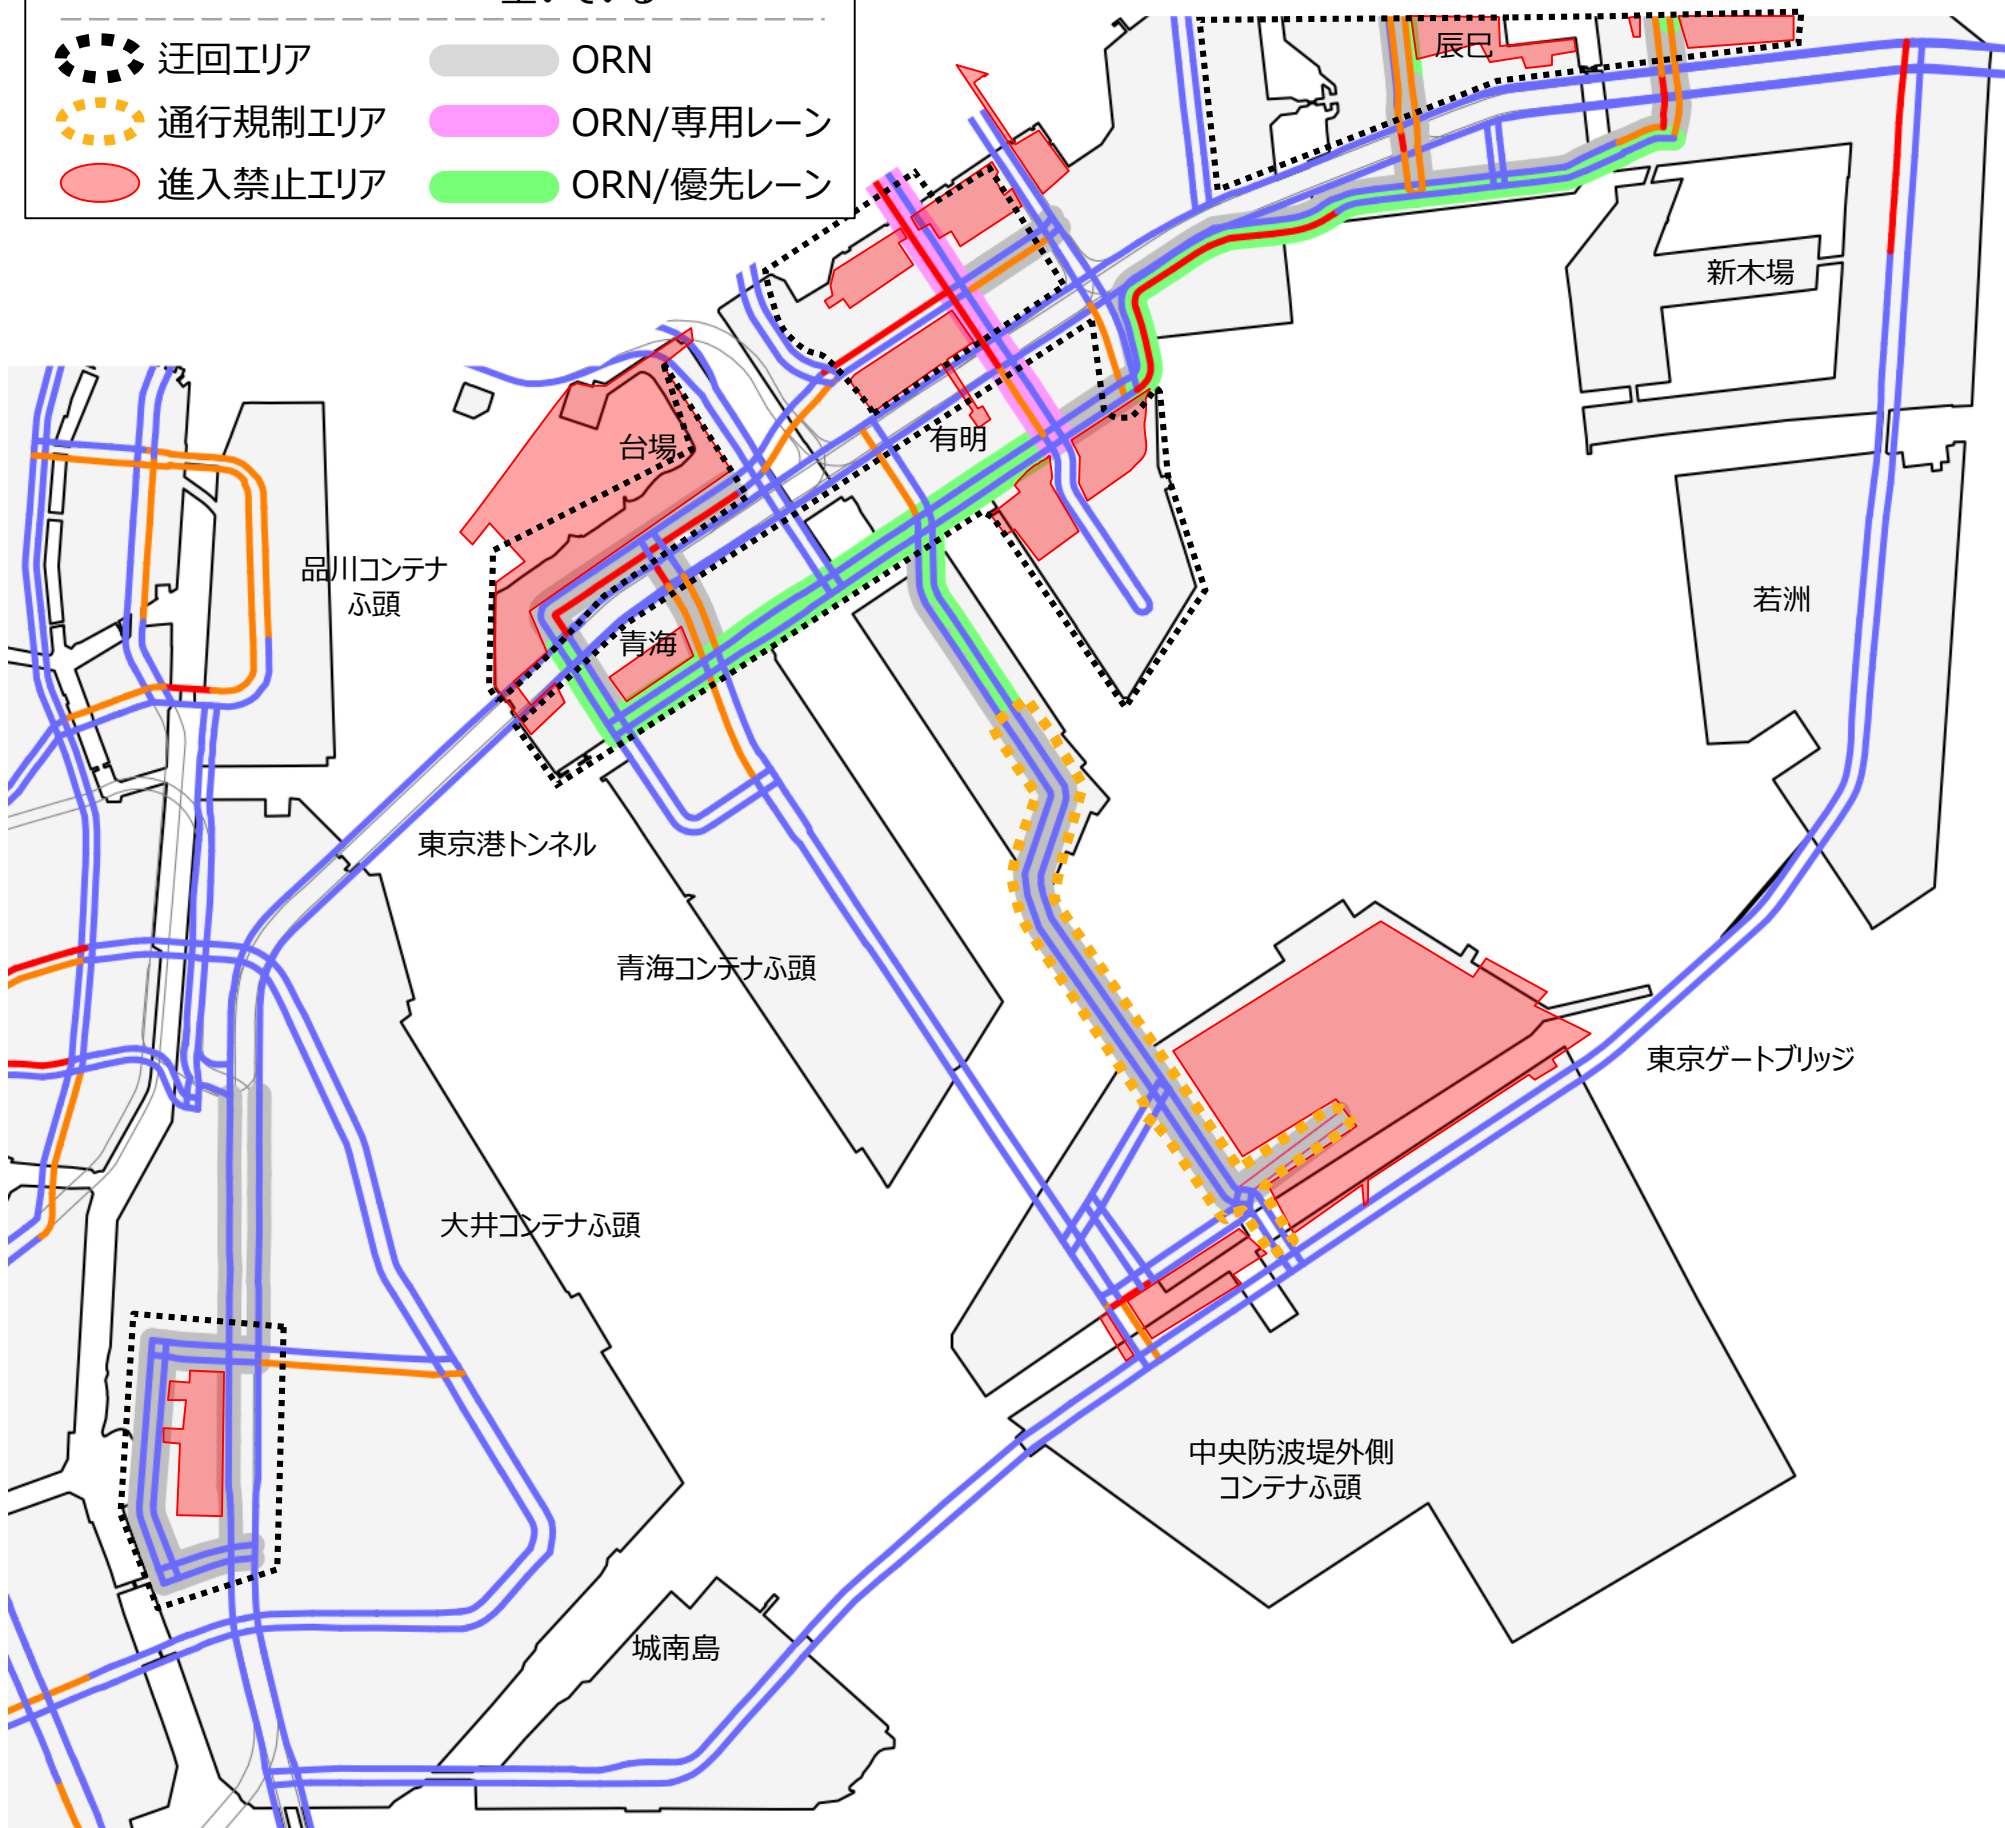 空いている
迂回エリア
ORN
通行規制エリア
ORN/専用レーン
進入禁止エリア
ORN/優先レーン
辰巳
新木場
台場
有明
品川コンテナ
ふ頭
若洲
青海
東京港トンネル
青海コンテナふ頭
東京ゲートブリッジ
大井コンテナふ頭
中央防波堤外側
コンテナふ頭
城南島